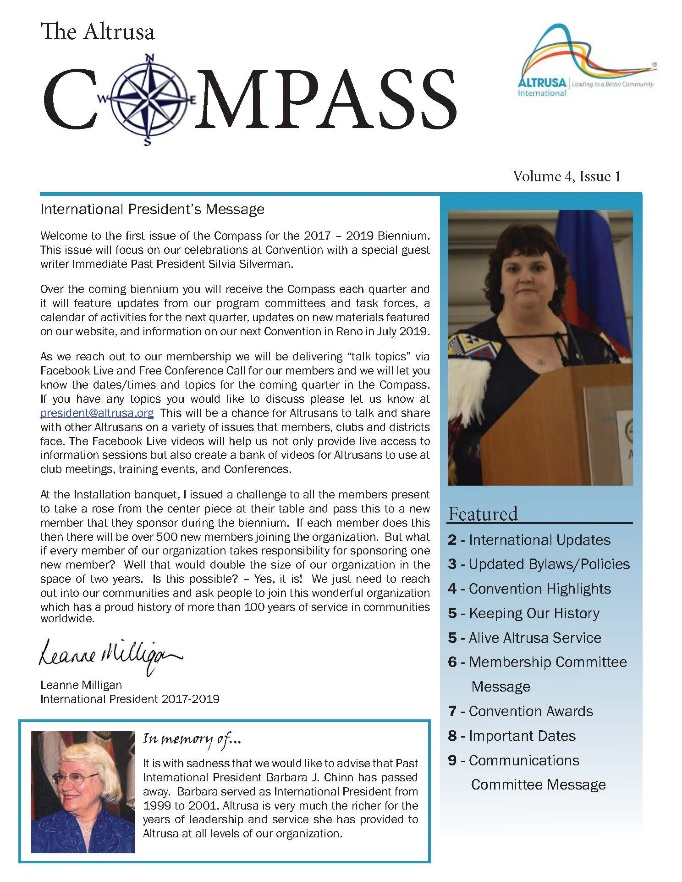 The Altrusa
COMPASS
N
W
E
S
ALTRUSA
International
Leading to a Better Community
Volume 4, Issue 1
International President's Message
Welcome to the first issue of the Compass for the 2017 – 2019 Biennium.
This issue will focus on our celebrations at Convention with a special guest
writer Immediate Past President Silvia Silverman.
Over the coming biennium you will receive the Compass each quarter and
it will feature updates from our program committees and task forces, a
calendar of activities for the next quarter, updates on new materials featured
on our website, and information on our next Convention in Reno in July 2019.
As we reach out to our membership we will be delivering "talk topics" via
Facebook Live and Free Conference Call for our members and we will let you
know the dates/times and topics for the coming quarter in the Compass.
If you have any topics you would like to discuss please let us know at
president@altrusa.org This will be a chance for Altrusans to talk and share
with other Altrusans on a variety of issues that members, clubs and districts
face. The Facebook Live videos will help us not only provide live access to
information sessions but also create a bank of videos for Altrusans to use at
club meetings, training events, and Conferences.
At the Installation banquet, I issued a challenge to all the members present
to take a rose from the center piece at their table and pass this to a new
member that they sponsor during the biennium. If each member does this
then there will be over 500 new members joining the organization. But what
if every member of our organization takes responsibility for sponsoring one
new member? Well that would double the size of our organization in the
space of two years. Is this possible? – Yes, it is! We just need to reach
out into our communities and ask people to join this wonderful organization
which has a proud history of more than 100 years of service in communities
worldwide.
Leanne Milligan
Leanne Milligan
International President 2017-2019
In memory of...
It is with sadness that we would like to advise that Past
International President Barbara J. Chinn has passed
away. Barbara served as International President from
1999 to 2001. Altrusa is very much the richer for the
years of leadership and service she has provided to
Altrusa at all levels of our organization.
Featured
2 - International Updates
3 - Updated Bylaws/Policies
4 - Convention Highlights
5 - Keeping Our History
5 - Alive Altrusa Service
6 - Membership Committee
Message
7 - Convention Awards
8 - Important Dates
9 - Communications
Committee Message